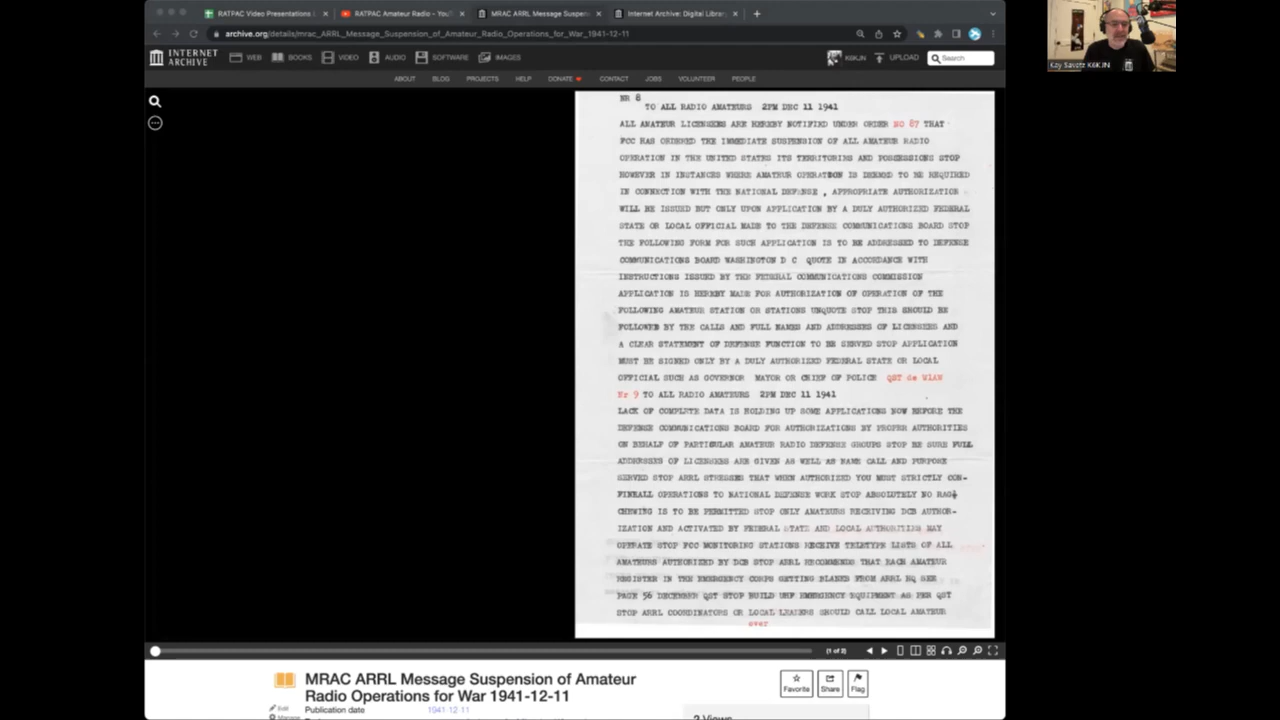 RATPAC Video Presentations
RATPAC Amateur Radio - You
MRAC ARRL Message Suspen
Internet Archive: Digital Librar
archive.org/details/mrac_ARRL_Message_Suspension_of_Amateur_Radio_Operations_for_War_1941-12-11
INTERNET ARCHIVE WEB BOOKS VIDEO AUDIO SOFTWARE IMAGES K6KJN UPLOAD Search
ABOUT BLOG PROJECTS HELP DONATE CONTACT JOBS VOLUNTEER PEOPLE
Kay Savetz K6KJN
NR 8
TO ALL RADIO AMATEURS 2PM DEC 11 1941
ALL AMATEUR LICENSEES ARE HEREBY NOTIFIED UNDER ORDER NO 87 THAT
FCC HAS ORDERED THE IMMEDIATE SUSPENSION OF ALL AMATEUR RADIO
OPERATION IN THE UNITED STATES ITS TERRITORIES AND POSSESSIONS STOP
HOWEVER IN INSTANCES WHERE AMATEUR OPERATION IS DEEMED TO BE REQUIRED
IN CONNECTION WITH THE NATIONAL DEFENSE , APPROPRIATE AUTHORIZATION
WILL BE ISSUED BUT ONLY UPON APPLICATION BY A DULY AUTHORIZED FEDERAL
STATE OR LOCAL OFFICIAL MADE TO THE DEFENSE COMMUNICATIONS BOARD STOP
THE FOLLOWING FORM FOR SUCH APPLICATION IS TO BE ADDRESSED TO DEFENSE
COMMUNICATIONS BOARD WASHINGTON D C QUOTE IN ACCORDANCE WITH
INSTRUCTIONS ISSUED BY THE FEDERAL COMMUNICATIONS COMMISSION
APPLICATION IS HEREBY MADE FOR AUTHORIZATION OF OPERATION OF THE
FOLLOWING AMATEUR STATION OR STATIONS UNQUOTE STOP THIS SHOULD BE
FOLLOWED BY THE CALLS AND FULL NAMES AND ADDRESSES OF LICENSEES AND
A CLEAR STATEMENT OF DEFENSE FUNCTION TO BE SERVED STOP APPLICATION
MUST BE SIGNED ONLY BY A DULY AUTHORIZED FEDERAL STATE OR LOCAL
OFFICIAL SUCH AS GOVERNOR MAYOR OR CHIEF OF POLICE QST de W1AW
Nr 9 TO ALL RADIO AMATEURS 2PM DEC 11 1941
LACK OF COMPLETE DATA IS HOLDING UP SOME APPLICATIONS NOW BEFORE THE
DEFENSE COMMUNICATIONS BOARD FOR AUTHORIZATIONS BY PROPER AUTHORITIES
ON BEHALF OF PARTICULAR AMATEUR RADIO DEFENSE GROUPS STOP BE SURE FULL
ADDRESSES OF LICENSEES ARE GIVEN AS WELL AS NAME CALL AND PURPOSE
SERVED STOP ARRL STRESSES THAT WHEN AUTHORIZED YOU MUST STRICTLY CON-
FINEALL OPERATIONS TO NATIONAL DEFENSE WORK STOP ABSOLUTELY NO RAG
CHEWING IS TO BE PERMITTED STOP ONLY AMATEURS RECEIVING DCB AUTHOR-
IZATION AND ACTIVATED BY FEDERAL STATE AND LOCAL AUTHORITIES MAY
OPERATE STOP FCC MONITORING STATIONS RECEIVE TELETYPE LISTS OF ALL
AMATEURS AUTHORIZED BY DCB STOP ARRL RECOMMENDS THAT EACH AMATEUR
REGISTER IN THE EMERGENCY CORPS GETTING BLANKS FROM ARRL HQ SEE
PAGE 56 DECEMBER QST STOP BUILD UHF EMERGENCY EQUIPMENT AS PER QST
STOP ARRL COORDINATORS OR LOCAL LEADERS SHOULD CALL LOCAL AMATEUR
over
(1 of 2)
MRAC ARRL Message Suspension of Amateur
Radio Operations for War 1941-12-11
Favorite Share Flag
Edit
Manage
Publication date 1941-12-11
2 Views